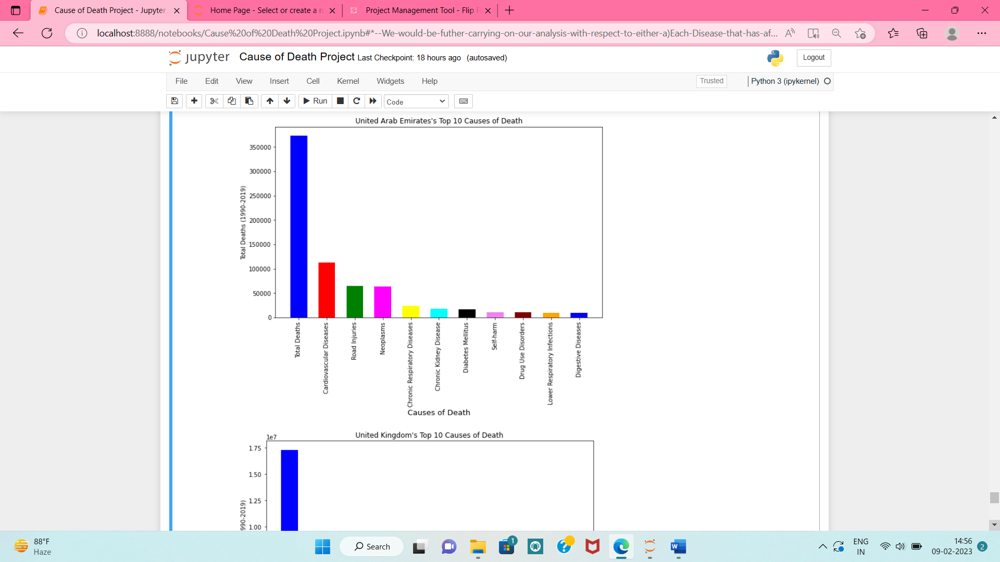 Cause of Death Project - Jupyter
Home Page - Select or create a n
Project Management Tool - Flip R
localhost:8888/notebooks/Cause%20of%20Death%20Project.ipynb#*--We-would-be-futher-carrying-on-our-analysis-with-respect-to-either-a)Each-Disease-that-has-af...
jupyter Cause of Death Project Last Checkpoint: 18 hours ago (autosaved)
Logout
File Edit View Insert Cell Kernel Widgets Help
Trusted
Python 3 (ipykernel)
Run
Code
United Arab Emirates's Top 10 Causes of Death
350000
300000
250000
200000
150000
100000
50000
0
Total Deaths (1990-2019)
Total Deaths
Cardiovascular Diseases
Road Injuries
Neoplasms
Chronic Respiratory Diseases
Chronic Kidney Disease
Diabetes Mellitus
Self-harm
Drug Use Disorders
Lower Respiratory Infections
Digestive Diseases
Causes of Death
United Kingdom's Top 10 Causes of Death
1e7
1.75
1.50
1.25
1.00
990-2019)
88°F
Haze
Search
1
W
ENG
IN
14:56
09-02-2023
2